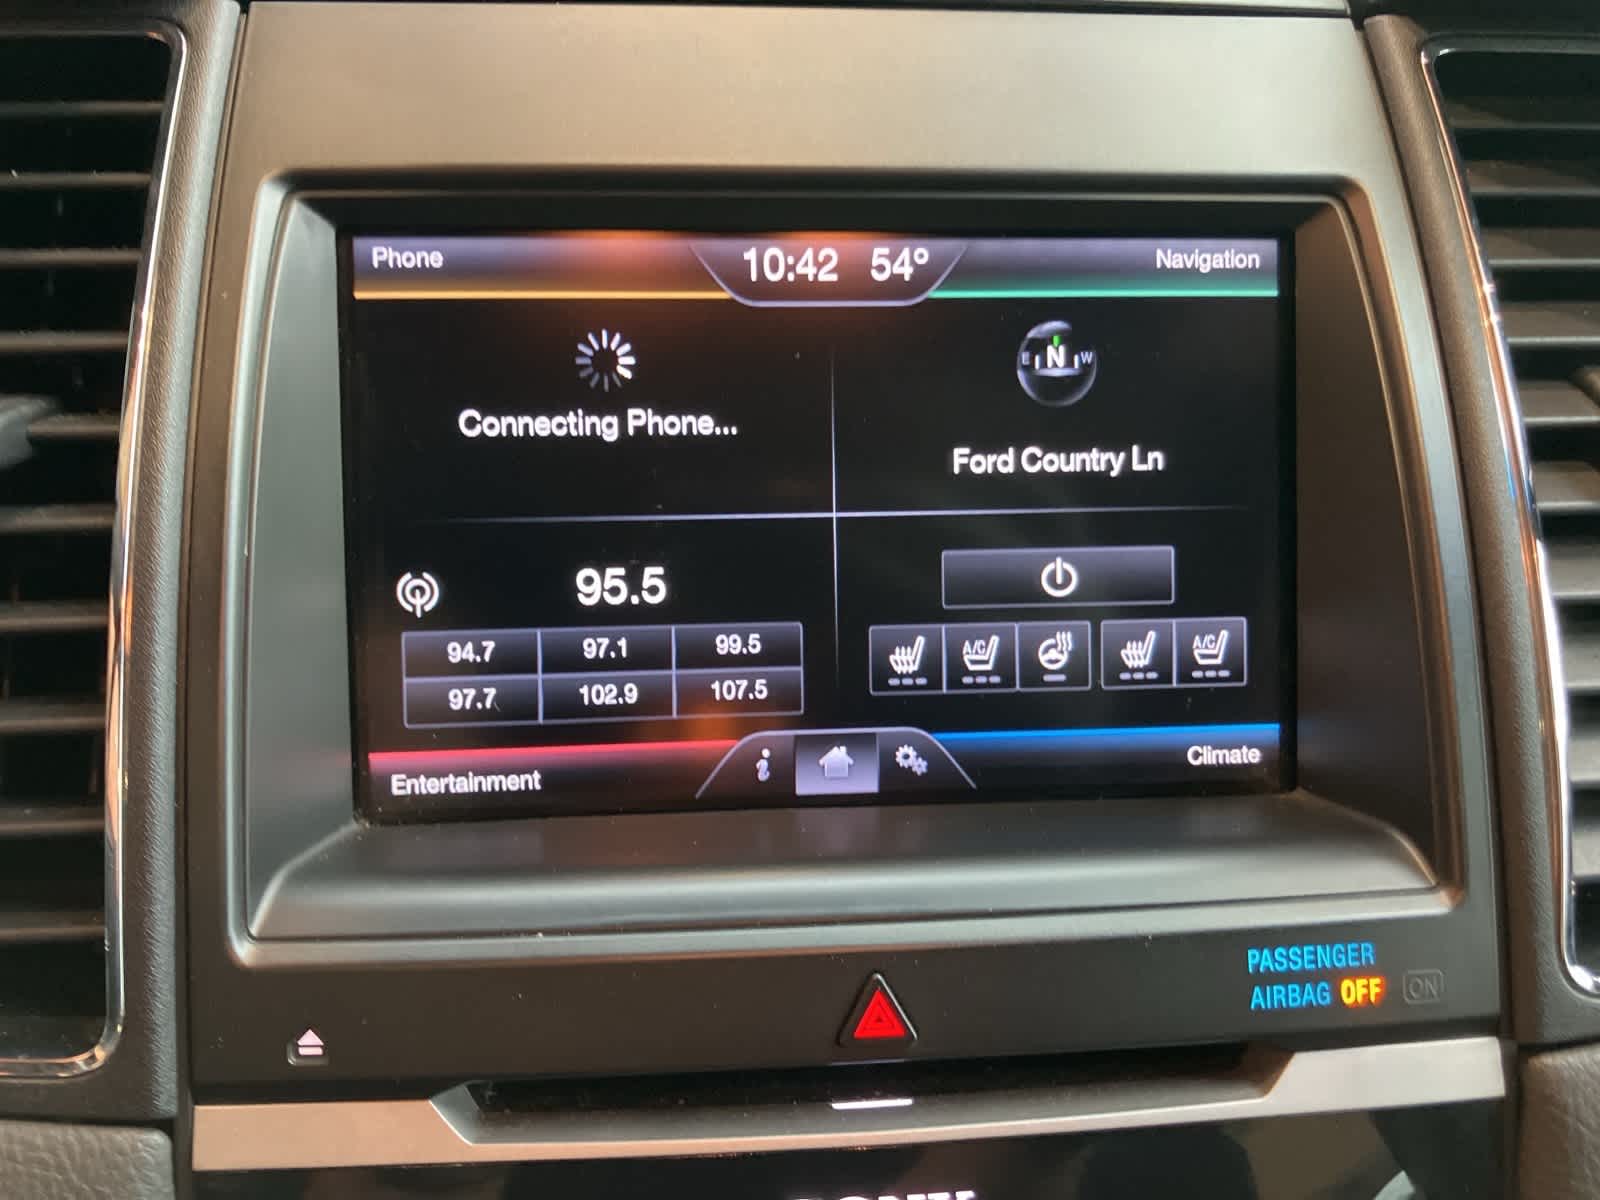 Phone
10:42 54°
Navigation
E N W
Connecting Phone...
Ford Country Ln
95.5
94.7 97.1 99.5
97.7 102.9 107.5
A/C A/C
Entertainment
i
Climate
PASSENGER
AIRBAG OFF ON